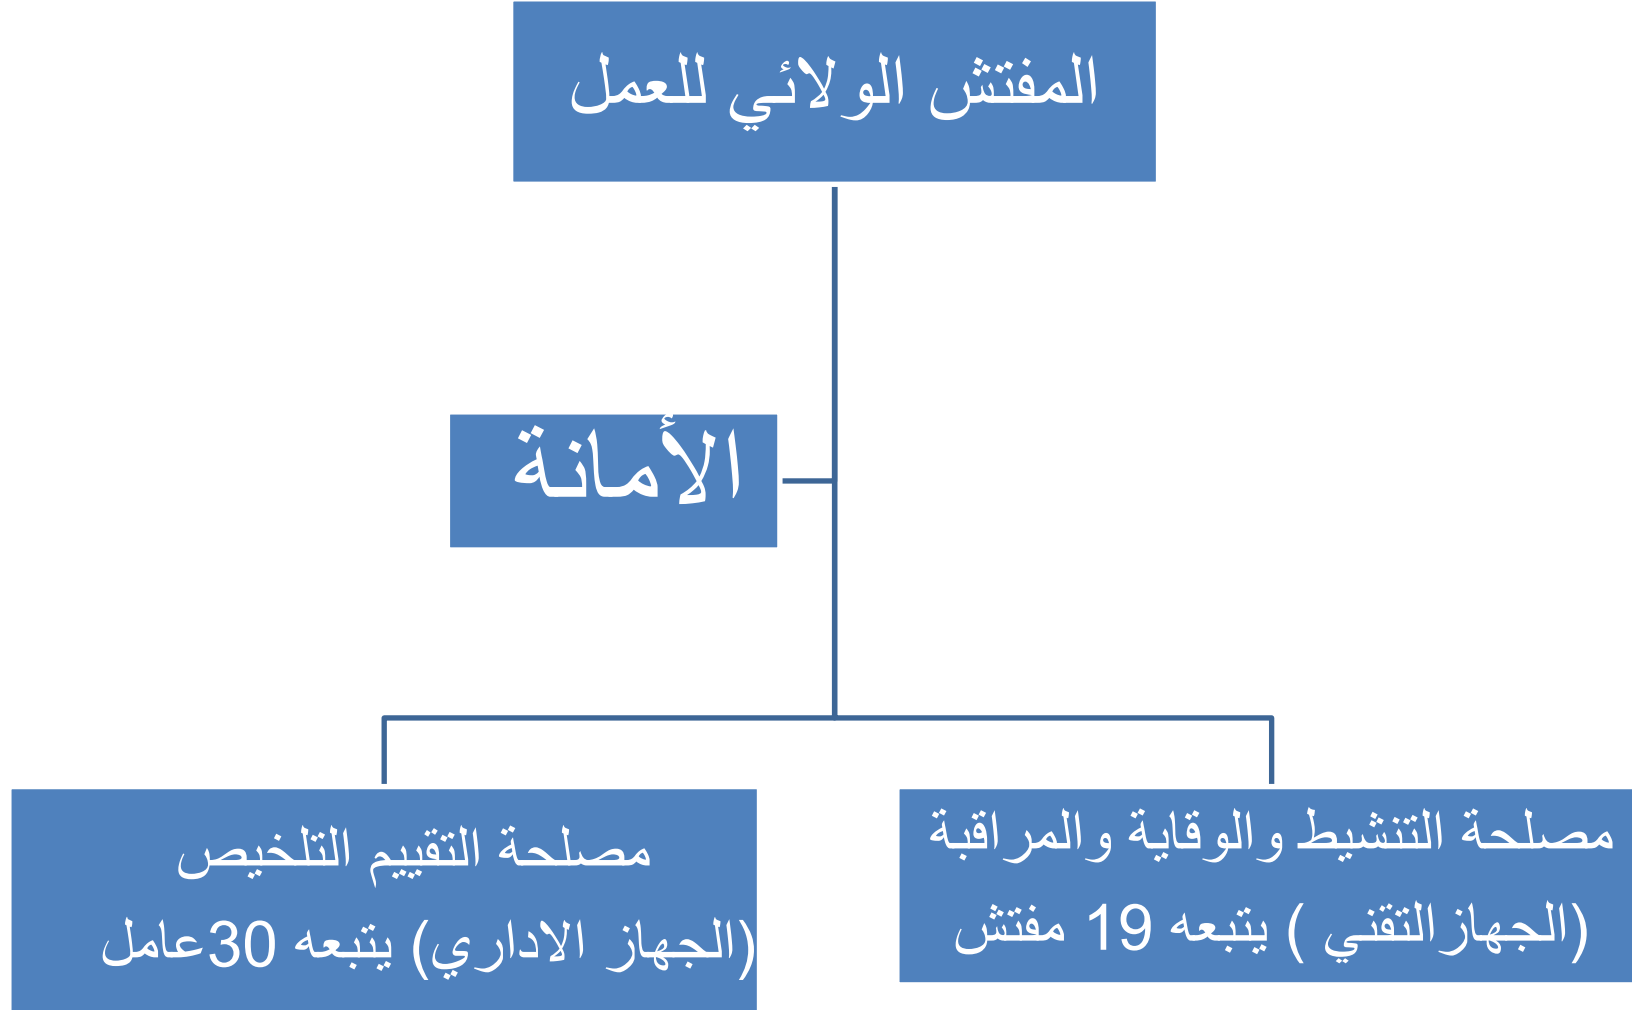 المفتش الولائي للعمل
الأمانة
مصلحة التنشيط والوقاية والمراقبة
(الجهازالتقني ) يتبعه 19 مفتش
مصلحة التقييم التلخيص
(الجهاز الاداري) يتبعه 30عامل